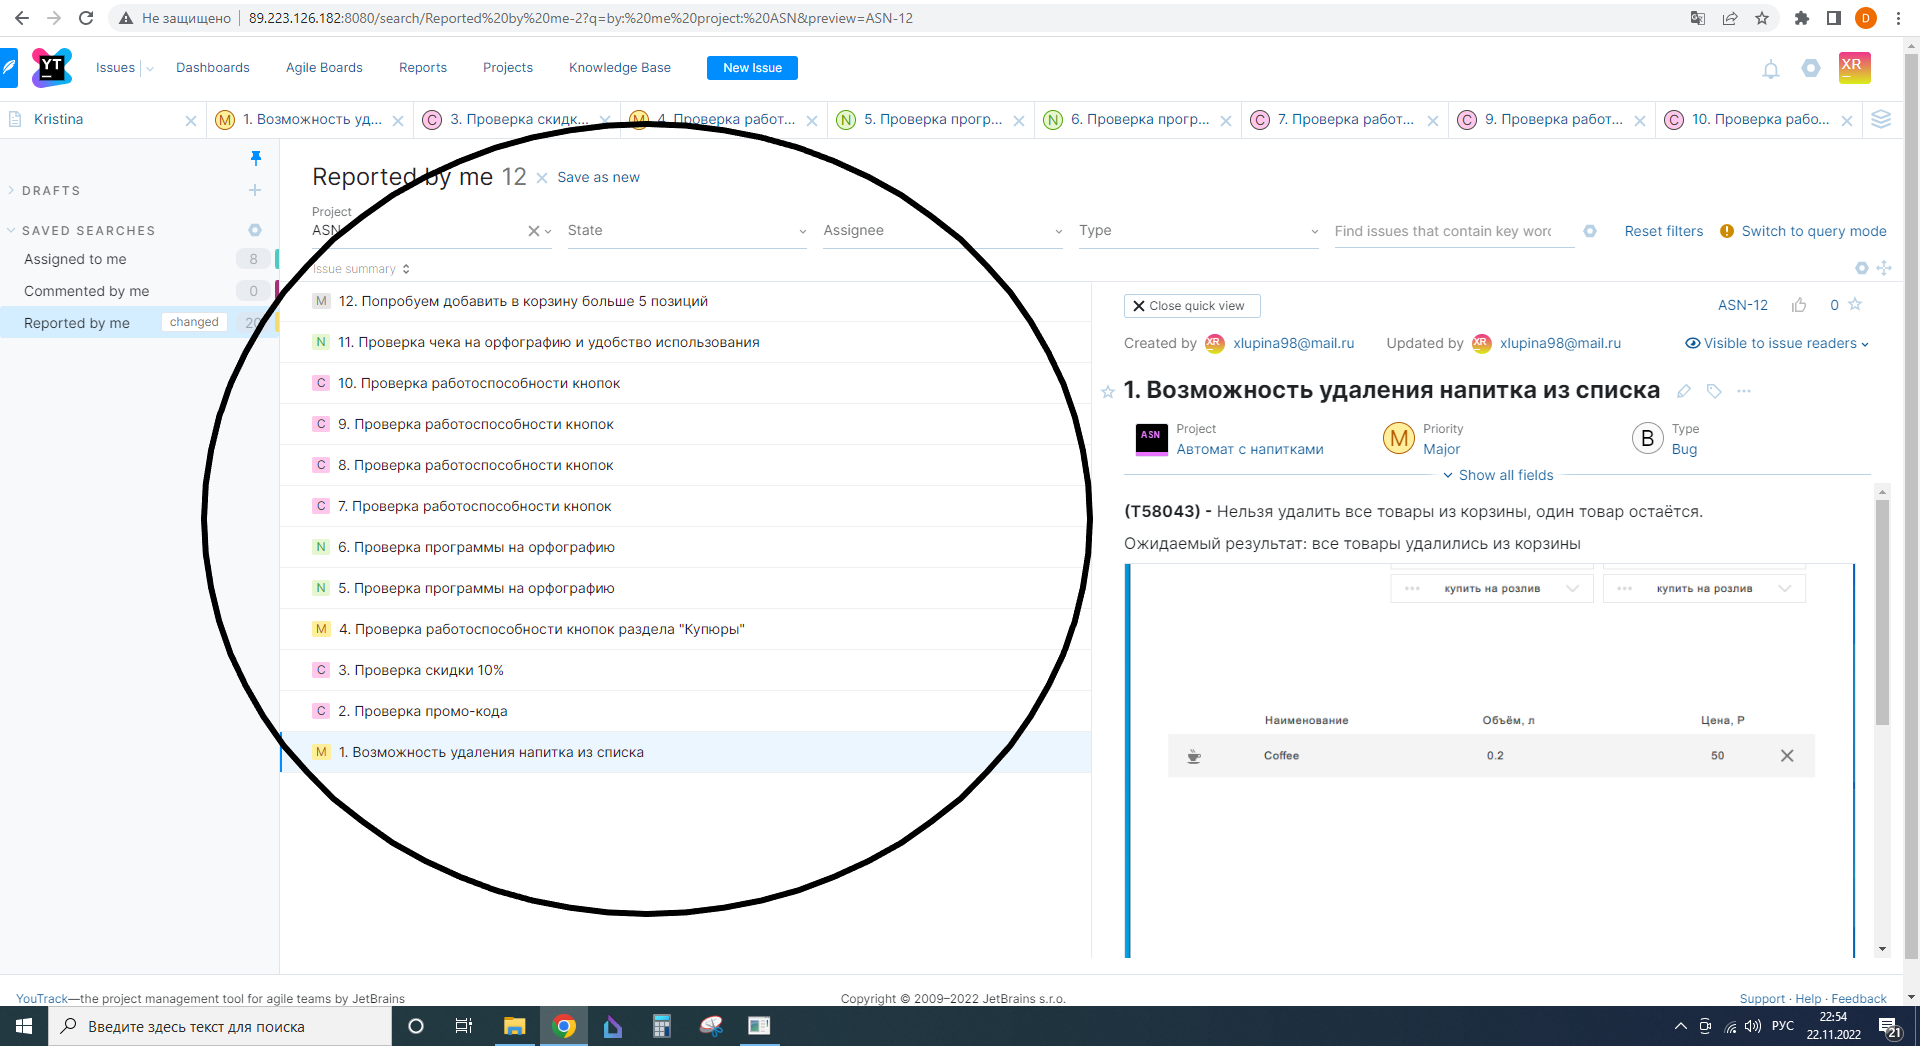 Не защищено 89.223.126.182:8080/search/Reported%20by%20me-2?q=by:%20me%20project:%20ASN&preview=ASN-12 D
YT Issues Dashboards Agile Boards Reports Projects Knowledge Base New Issue XR
Kristina M 1. Возможность уд... C 3. Проверка скидк... M 4. Проверка работ... N 5. Проверка прогр... N 6. Проверка прогр... C 7. Проверка работ... C 9. Проверка работ... C 10. Проверка рабо...
DRAFTS
SAVED SEARCHES
Assigned to me 8
Commented by me 0
Reported by me changed 20
Reported by me 12 Save as new
Project
ASN State Assignee Type Find issues that contain key word Reset filters Switch to query mode
Issue summary
M 12. Попробуем добавить в корзину больше 5 позиций
N 11. Проверка чека на орфографию и удобство использования
C 10. Проверка работоспособности кнопок
C 9. Проверка работоспособности кнопок
C 8. Проверка работоспособности кнопок
C 7. Проверка работоспособности кнопок
N 6. Проверка программы на орфографию
N 5. Проверка программы на орфографию
M 4. Проверка работоспособности кнопок раздела "Купюры"
C 3. Проверка скидки 10%
C 2. Проверка промо-кода
M 1. Возможность удаления напитка из списка
Close quick view ASN-12 0
Created by XR xlupina98@mail.ru Updated by XR xlupina98@mail.ru Visible to issue readers
1. Возможность удаления напитка из списка
ASN Project Автомат с напитками
M Priority Major
B Type Bug
Show all fields
(T58043) - Нельзя удалить все товары из корзины, один товар остаётся.
Ожидаемый результат: все товары удалились из корзины
купить на розлив купить на розлив
Наименование Объём, л Цена, Р
Coffee 0.2 50
YouTrack—the project management tool for agile teams by JetBrains Copyright © 2009–2022 JetBrains s.r.o. Support · Help · Feedback
Введите здесь текст для поиска РУС 22:54
22.11.2022 21